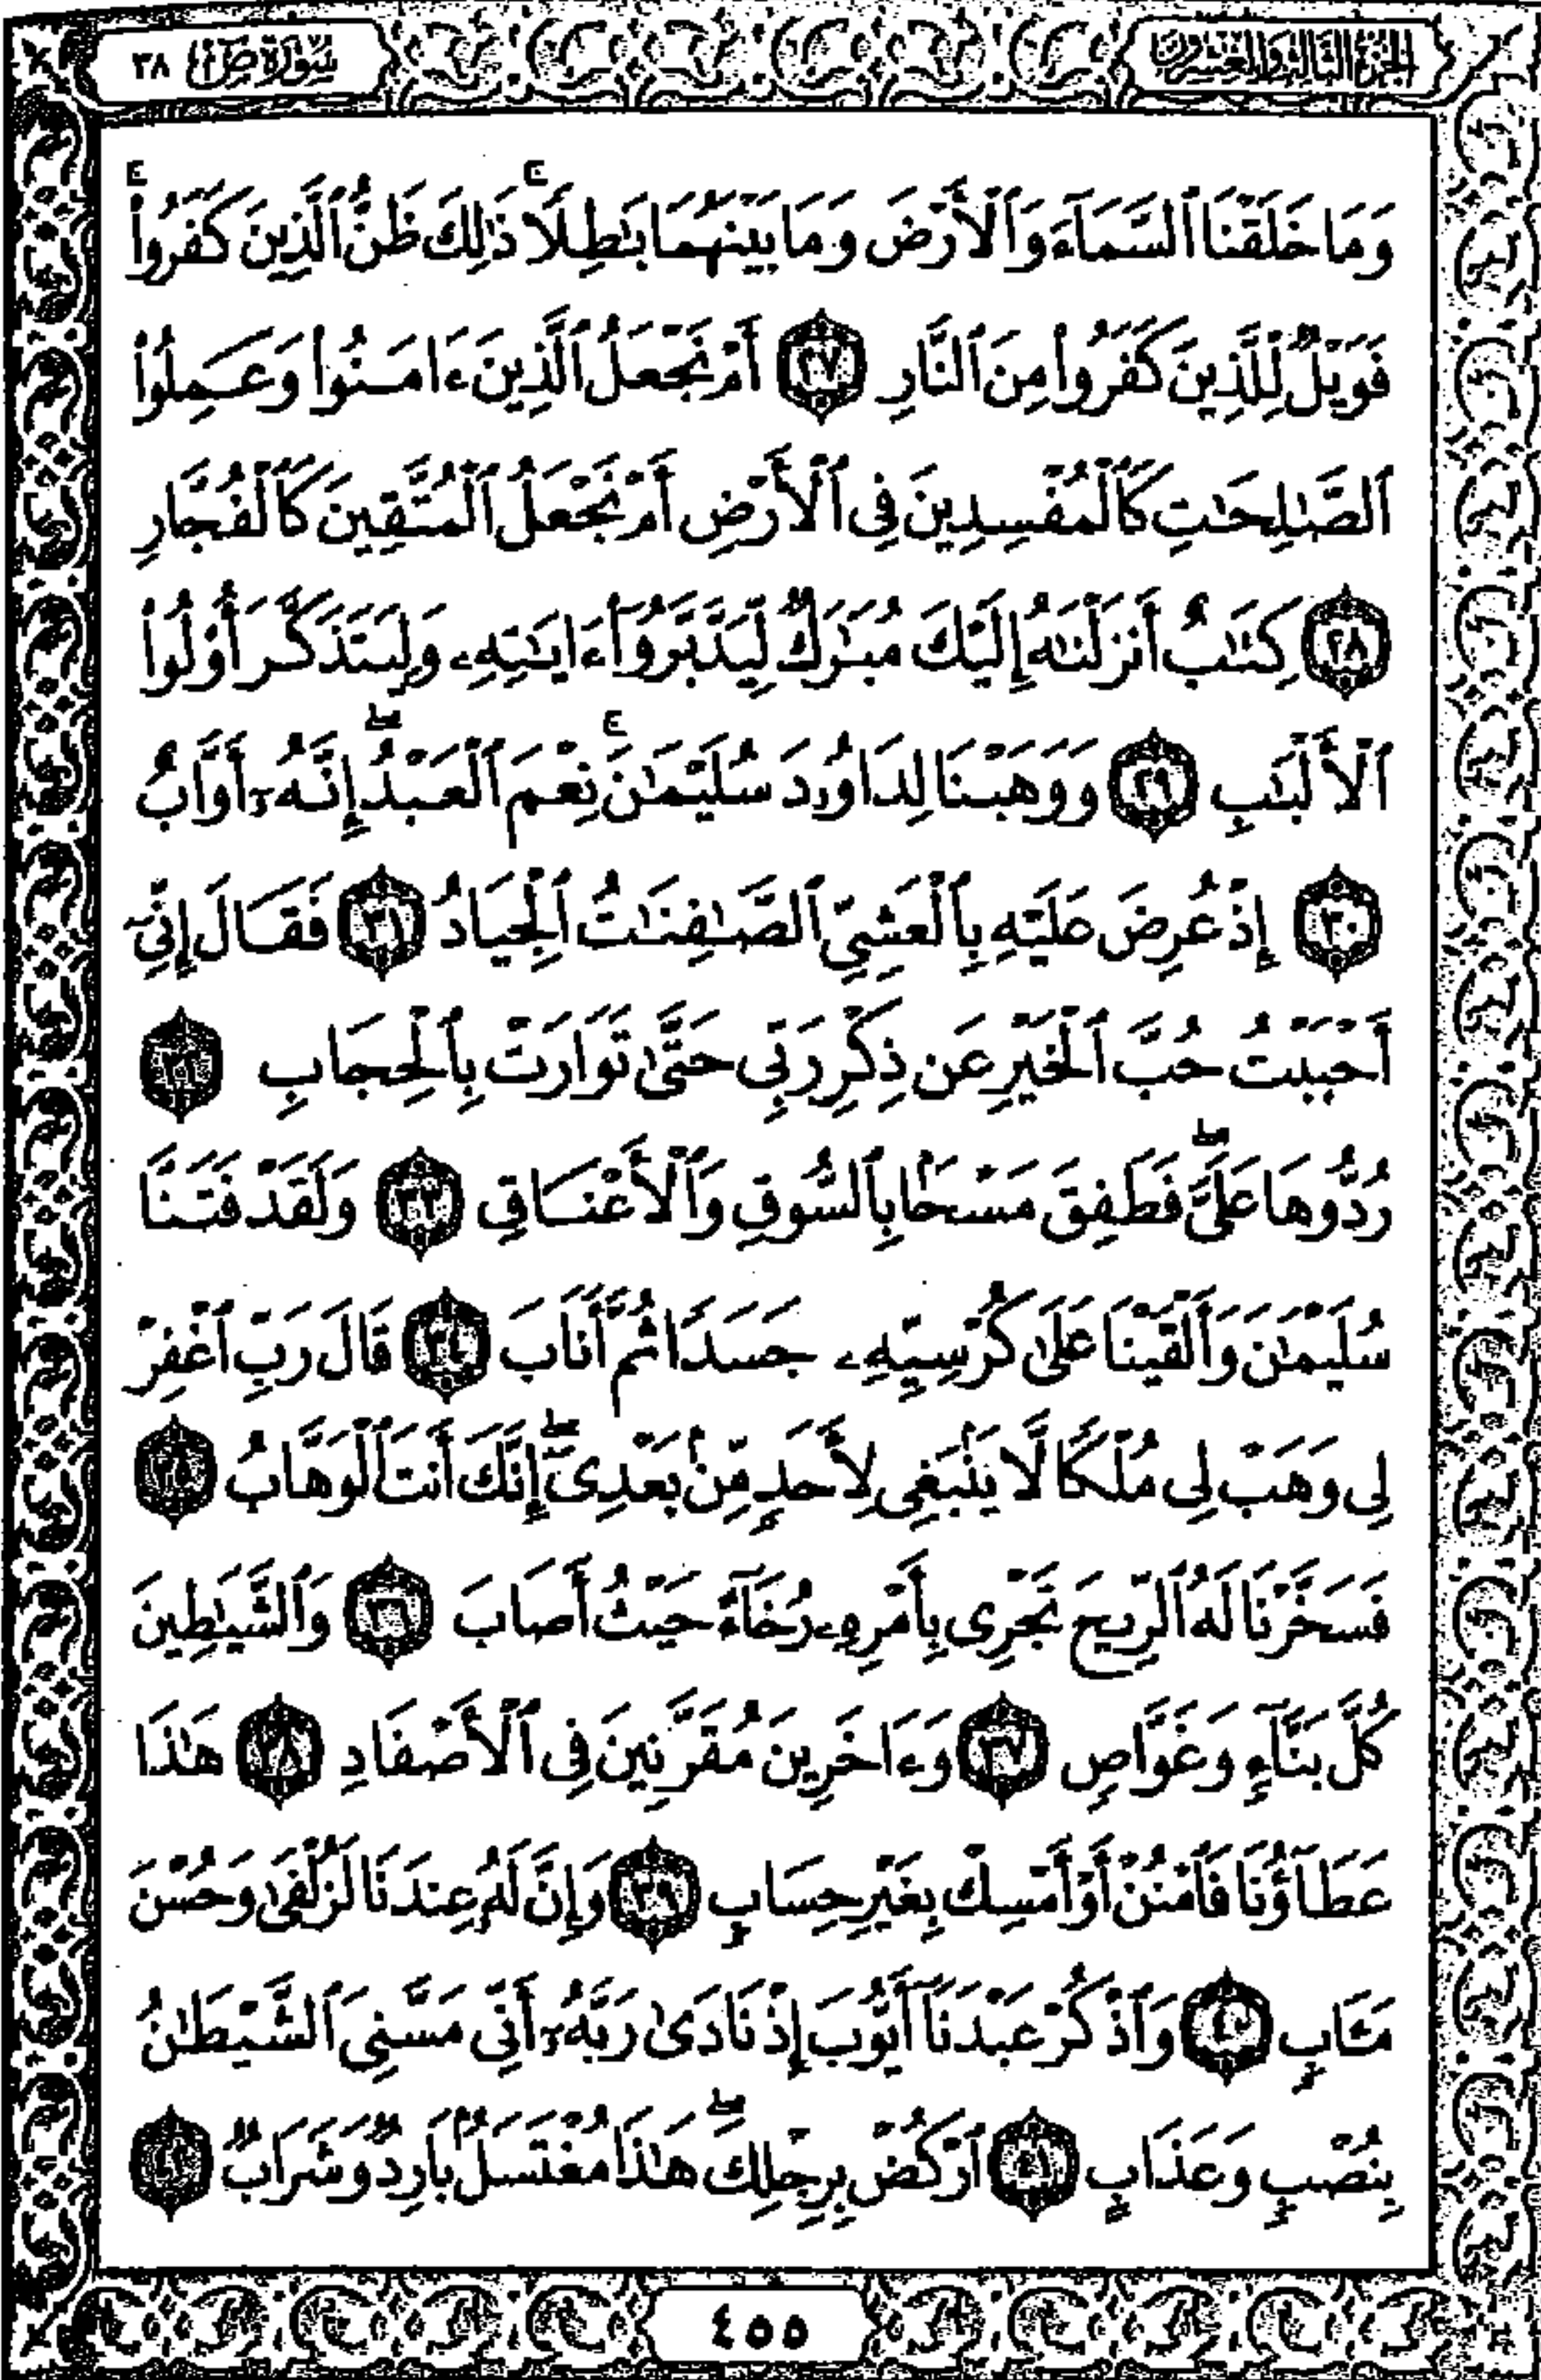 الجزء الثالث والعشرون
سورة ص ٣٨
وَمَا خَلَقْنَا ٱلسَّمَآءَ وَٱلْأَرْضَ وَمَا بَيْنَهُمَا بَٰطِلًا ۚ ذَٰلِكَ ظَنُّ ٱلَّذِينَ كَفَرُوا۟ ۚ
فَوَيْلٌ لِّلَّذِينَ كَفَرُوا۟ مِنَ ٱلنَّارِ ٢٧ أَمْ نَجْعَلُ ٱلَّذِينَ ءَامَنُوا۟ وَعَمِلُوا۟
ٱلصَّٰلِحَٰتِ كَٱلْمُفْسِدِينَ فِى ٱلْأَرْضِ أَمْ نَجْعَلُ ٱلْمُتَّقِينَ كَٱلْفُجَّارِ
٢٨ كِتَٰبٌ أَنزَلْنَٰهُ إِلَيْكَ مُبَٰرَكٌ لِّيَدَّبَّرُوٓا۟ ءَايَٰتِهِۦ وَلِيَتَذَكَّرَ أُو۟لُوا۟
ٱلْأَلْبَٰبِ ٢٩ وَوَهَبْنَا لِدَاوُۥدَ سُلَيْمَٰنَ ۚ نِعْمَ ٱلْعَبْدُ ۖ إِنَّهُۥٓ أَوَّابٌ
٣٠ إِذْ عُرِضَ عَلَيْهِ بِٱلْعَشِىِّ ٱلصَّٰفِنَٰتُ ٱلْجِيَادُ ٣١ فَقَالَ إِنِّىٓ
أَحْبَبْتُ حُبَّ ٱلْخَيْرِ عَن ذِكْرِ رَبِّى حَتَّىٰ تَوَارَتْ بِٱلْحِجَابِ ٣٢
رُدُّوهَا عَلَىَّ ۖ فَطَفِقَ مَسْحًۢا بِٱلسُّوقِ وَٱلْأَعْنَاقِ ٣٣ وَلَقَدْ فَتَنَّا
سُلَيْمَٰنَ وَأَلْقَيْنَا عَلَىٰ كُرْسِيِّهِۦ جَسَدًا ثُمَّ أَنَابَ ٣٤ قَالَ رَبِّ ٱغْفِرْ
لِى وَهَبْ لِى مُلْكًا لَّا يَنۢبَغِى لِأَحَدٍ مِّنۢ بَعْدِىٓ ۖ إِنَّكَ أَنتَ ٱلْوَهَّابُ ٣٥
فَسَخَّرْنَا لَهُ ٱلرِّيحَ تَجْرِى بِأَمْرِهِۦ رُخَآءً حَيْثُ أَصَابَ ٣٦ وَٱلشَّيَٰطِينَ
كُلَّ بَنَّآءٍ وَغَوَّاصٍ ٣٧ وَءَاخَرِينَ مُقَرَّنِينَ فِى ٱلْأَصْفَادِ ٣٨ هَٰذَا
عَطَآؤُنَا فَٱمْنُنْ أَوْ أَمْسِكْ بِغَيْرِ حِسَابٍ ٣٩ وَإِنَّ لَهُۥ عِندَنَا لَزُلْفَىٰ وَحُسْنَ
مَـَٔابٍ ٤٠ وَٱذْكُرْ عَبْدَنَآ أَيُّوبَ إِذْ نَادَىٰ رَبَّهُۥٓ أَنِّى مَسَّنِىَ ٱلشَّيْطَٰنُ
بِنُصْبٍ وَعَذَابٍ ٤١ ٱرْكُضْ بِرِجْلِكَ ۖ هَٰذَا مُغْتَسَلٌۢ بَارِدٌ وَشَرَابٌ ٤٢
٤٥٥